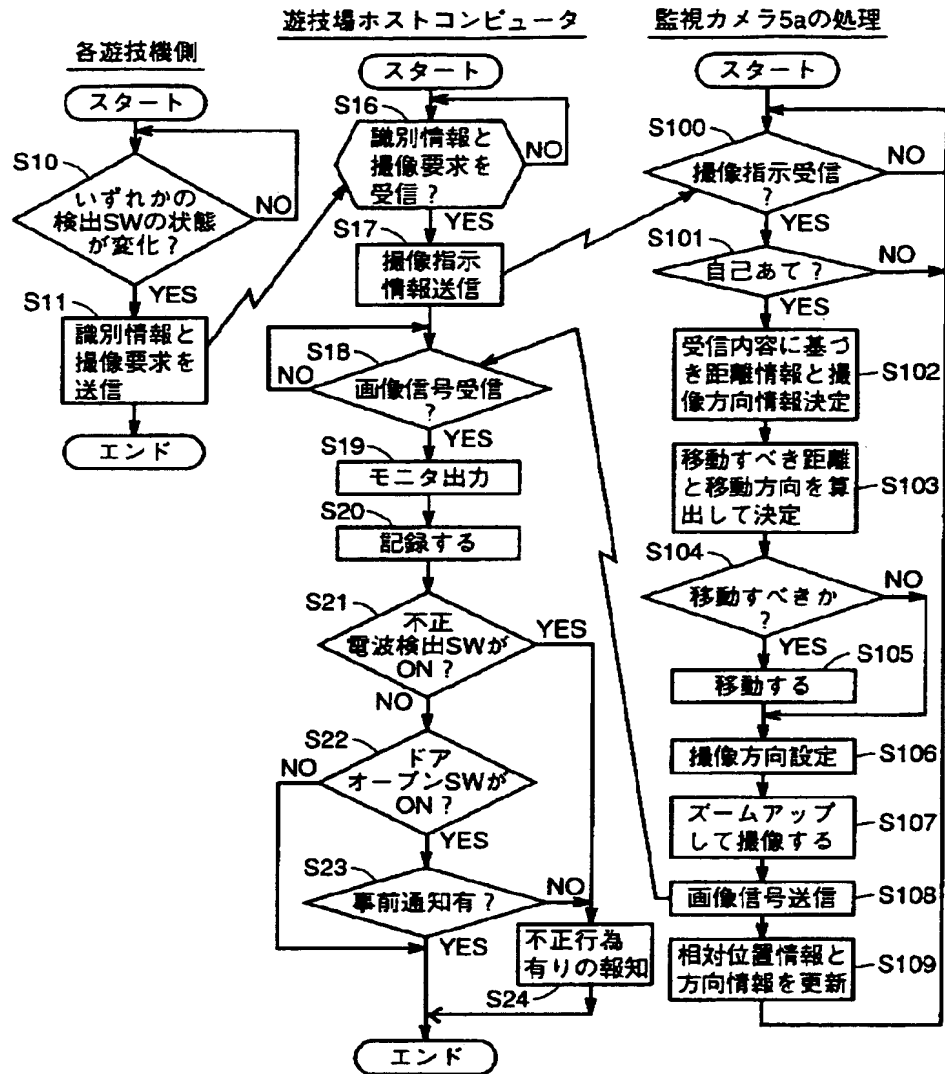 各遊技機側
スタート
S10
いずれかの
検出SWの状態
が変化？
NO
YES
S11
識別情報と
撮像要求を
送信
エンド
遊技場ホストコンピュータ
スタート
S16
識別情報と
撮像要求を
受信？
NO
YES
S17
撮像指示
情報送信
S18
画像信号受信
？
NO
YES
S19
モニタ出力
S20
記録する
S21
不正
電波検出SWが
ON？
YES
NO
S22
ドア
オープンSWが
ON？
NO
YES
S23
事前通知有？
NO
YES
不正行為
有りの報知
S24
エンド
監視カメラ5aの処理
スタート
S100
撮像指示受信
？
NO
YES
S101
自己あて？
NO
YES
受信内容に基づ
き距離情報と撮
像方向情報決定
S102
移動すべき距離
と移動方向を算
出して決定
S103
S104
移動すべきか
？
NO
YES
S105
移動する
撮像方向設定
S106
ズームアップ
して撮像する
S107
画像信号送信
S108
相対位置情報と
方向情報を更新
S109